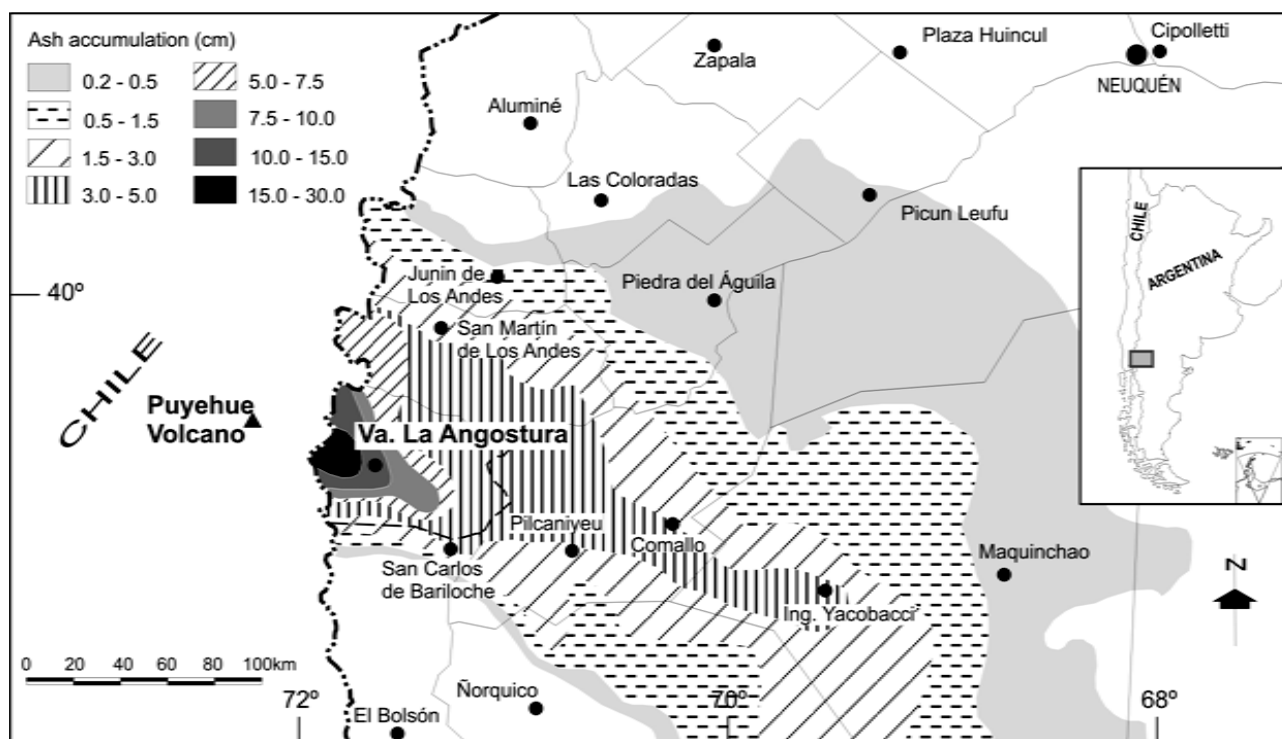 Ash accumulation (cm)
0.2 - 0.5
5.0 - 7.5
0.5 - 1.5
7.5 - 10.0
1.5 - 3.0
10.0 - 15.0
3.0 - 5.0
15.0 - 30.0
Zapala
Plaza Huincul
Cipolletti
NEUQUÉN
Aluminé
Las Coloradas
Picun Leufu
CHILE
ARGENTINA
40º
Junin de
Los Andes
Piedra del Águila
San Martín
de Los Andes
CHILE
Puyehue
Volcano
Va. La Angostura
Pilcaniyeu
Comallo
San Carlos
de Bariloche
Maquinchao
Ing. Yacobacci
N
0 20 40 60 80 100km
72º
70º
68º
Ñorquico
El Bolsón